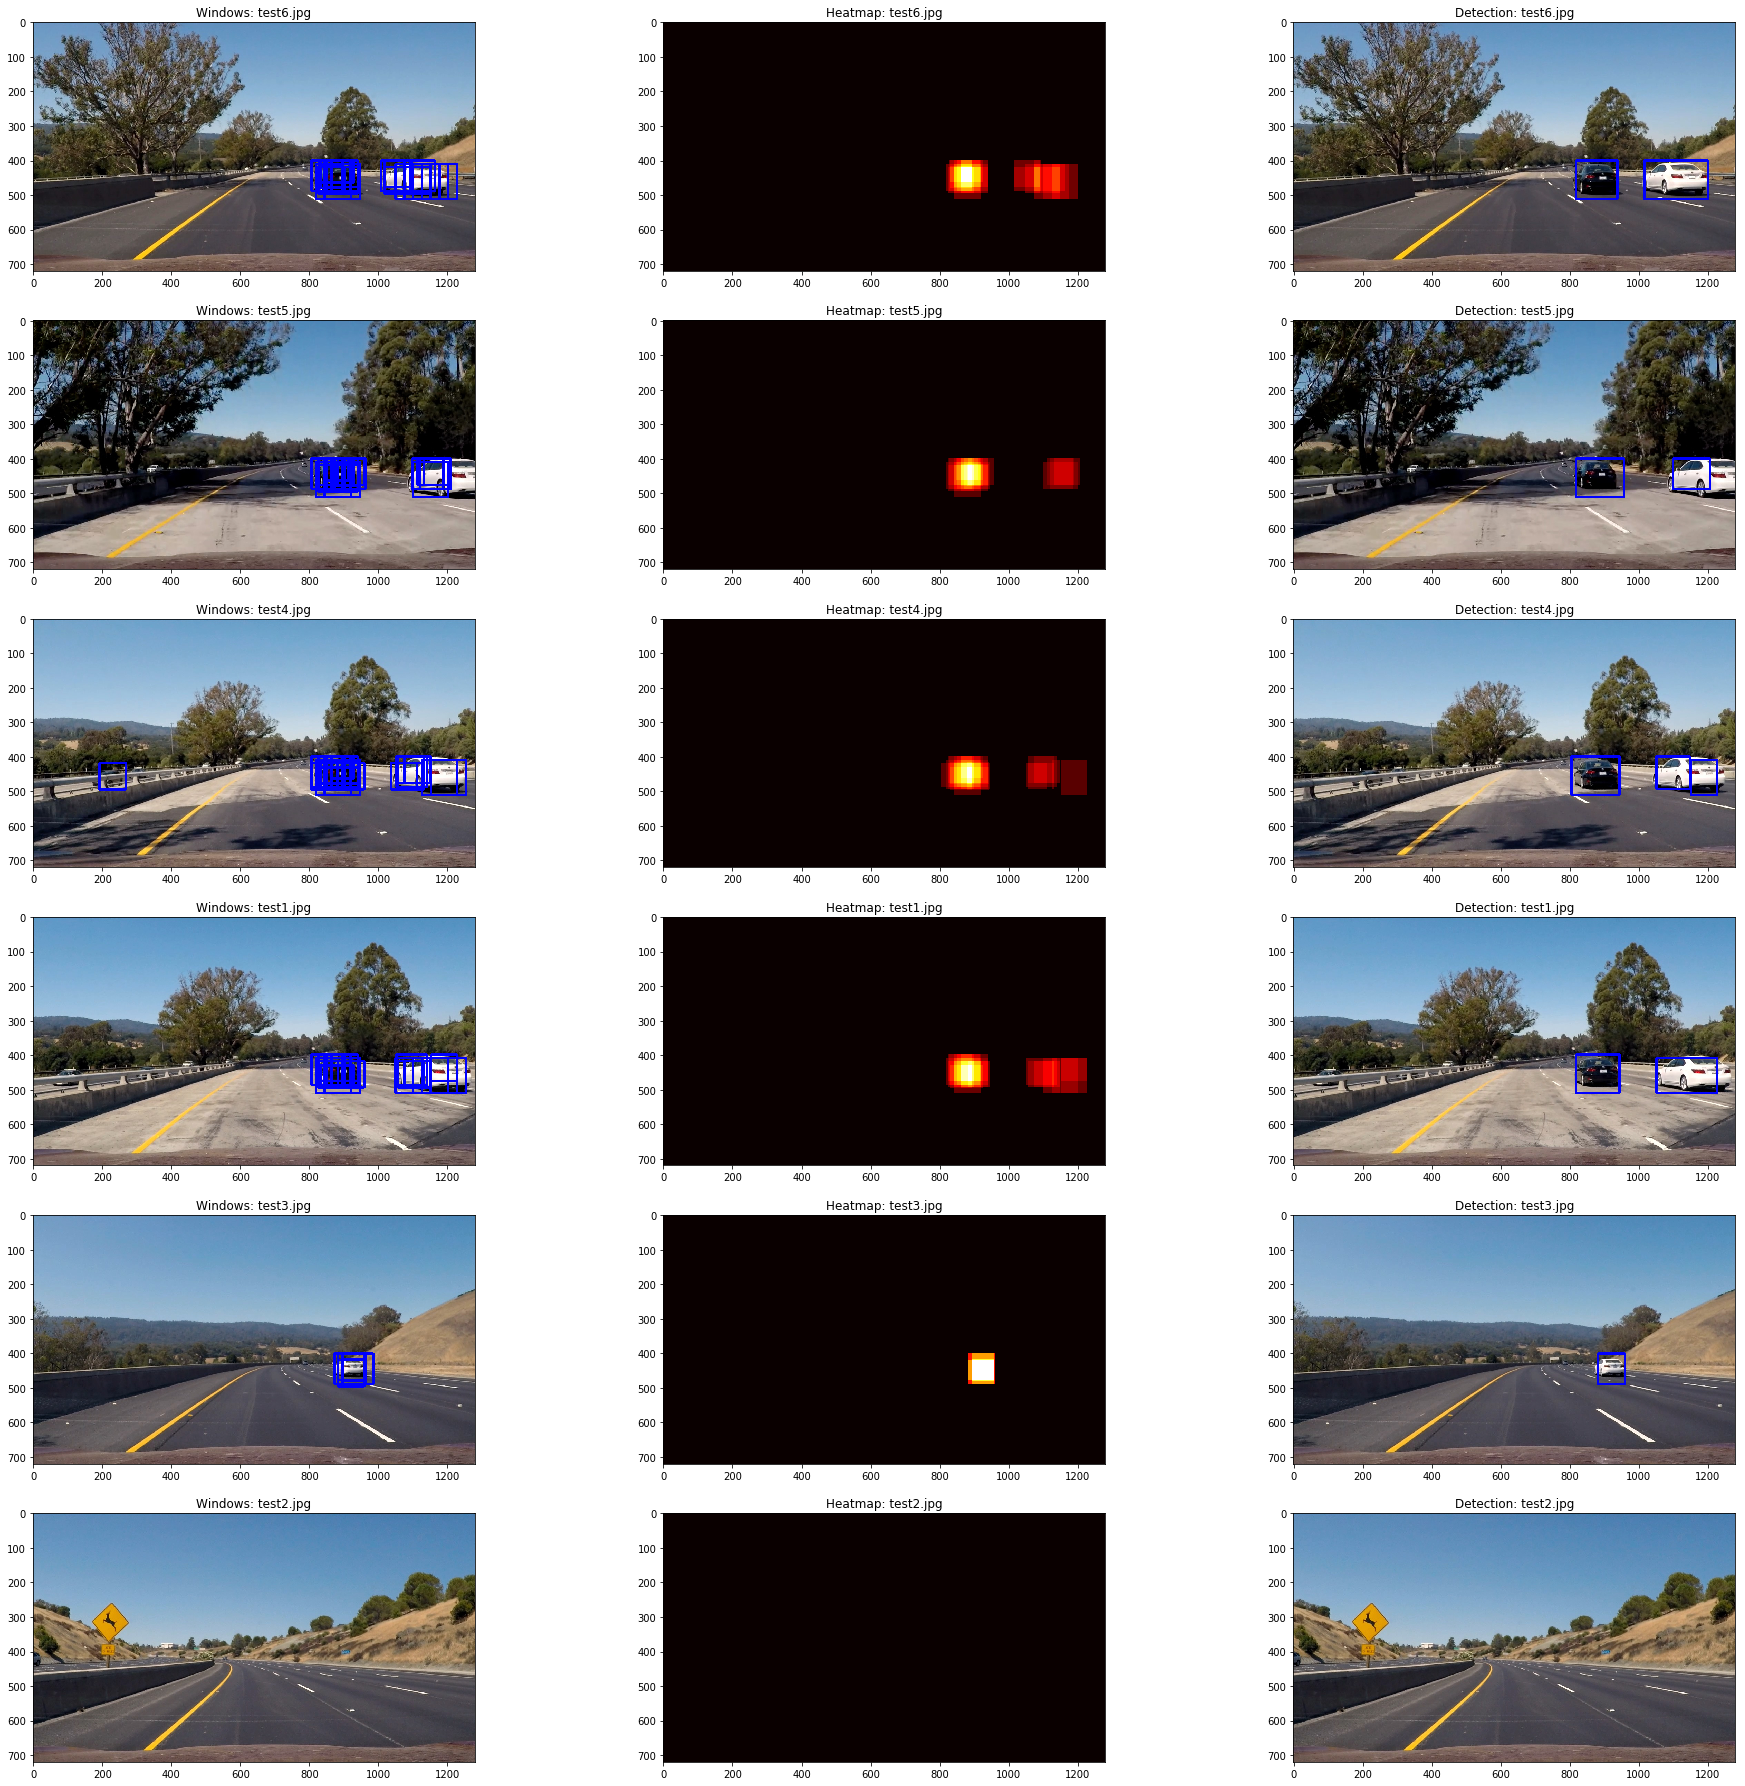 Windows: test6.jpg Heatmap: test6.jpg Detection: test6.jpg
0 0 0
100 100 100
200 200 200
300 300 300
400 400 400
500 500 500
600 600 600
700 700 700
0 200 400 600 800 1000 1200 0 200 400 600 800 1000 1200 0 200 400 600 800 1000 1200
Windows: test5.jpg Heatmap: test5.jpg Detection: test5.jpg
0 0 0
100 100 100
200 200 200
300 300 300
400 400 400
500 500 500
600 600 600
700 700 700
0 200 400 600 800 1000 1200 0 200 400 600 800 1000 1200 0 200 400 600 800 1000 1200
Windows: test4.jpg Heatmap: test4.jpg Detection: test4.jpg
0 0 0
100 100 100
200 200 200
300 300 300
400 400 400
500 500 500
600 600 600
700 700 700
0 200 400 600 800 1000 1200 0 200 400 600 800 1000 1200 0 200 400 600 800 1000 1200
Windows: test1.jpg Heatmap: test1.jpg Detection: test1.jpg
0 0 0
100 100 100
200 200 200
300 300 300
400 400 400
500 500 500
600 600 600
700 700 700
0 200 400 600 800 1000 1200 0 200 400 600 800 1000 1200 0 200 400 600 800 1000 1200
Windows: test3.jpg Heatmap: test3.jpg Detection: test3.jpg
0 0 0
100 100 100
200 200 200
300 300 300
400 400 400
500 500 500
600 600 600
700 700 700
0 200 400 600 800 1000 1200 0 200 400 600 800 1000 1200 0 200 400 600 800 1000 1200
Windows: test2.jpg Heatmap: test2.jpg Detection: test2.jpg
0 0 0
100 100 100
200 200 200
300 300 300
400 400 400
500 500 500
600 600 600
700 700 700
0 200 400 600 800 1000 1200 0 200 400 600 800 1000 1200 0 200 400 600 800 1000 1200